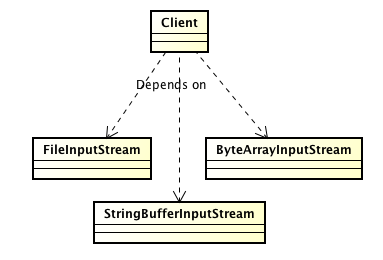 Client
Depends on
FileInputStream
ByteArrayInputStream
StringBufferInputStream